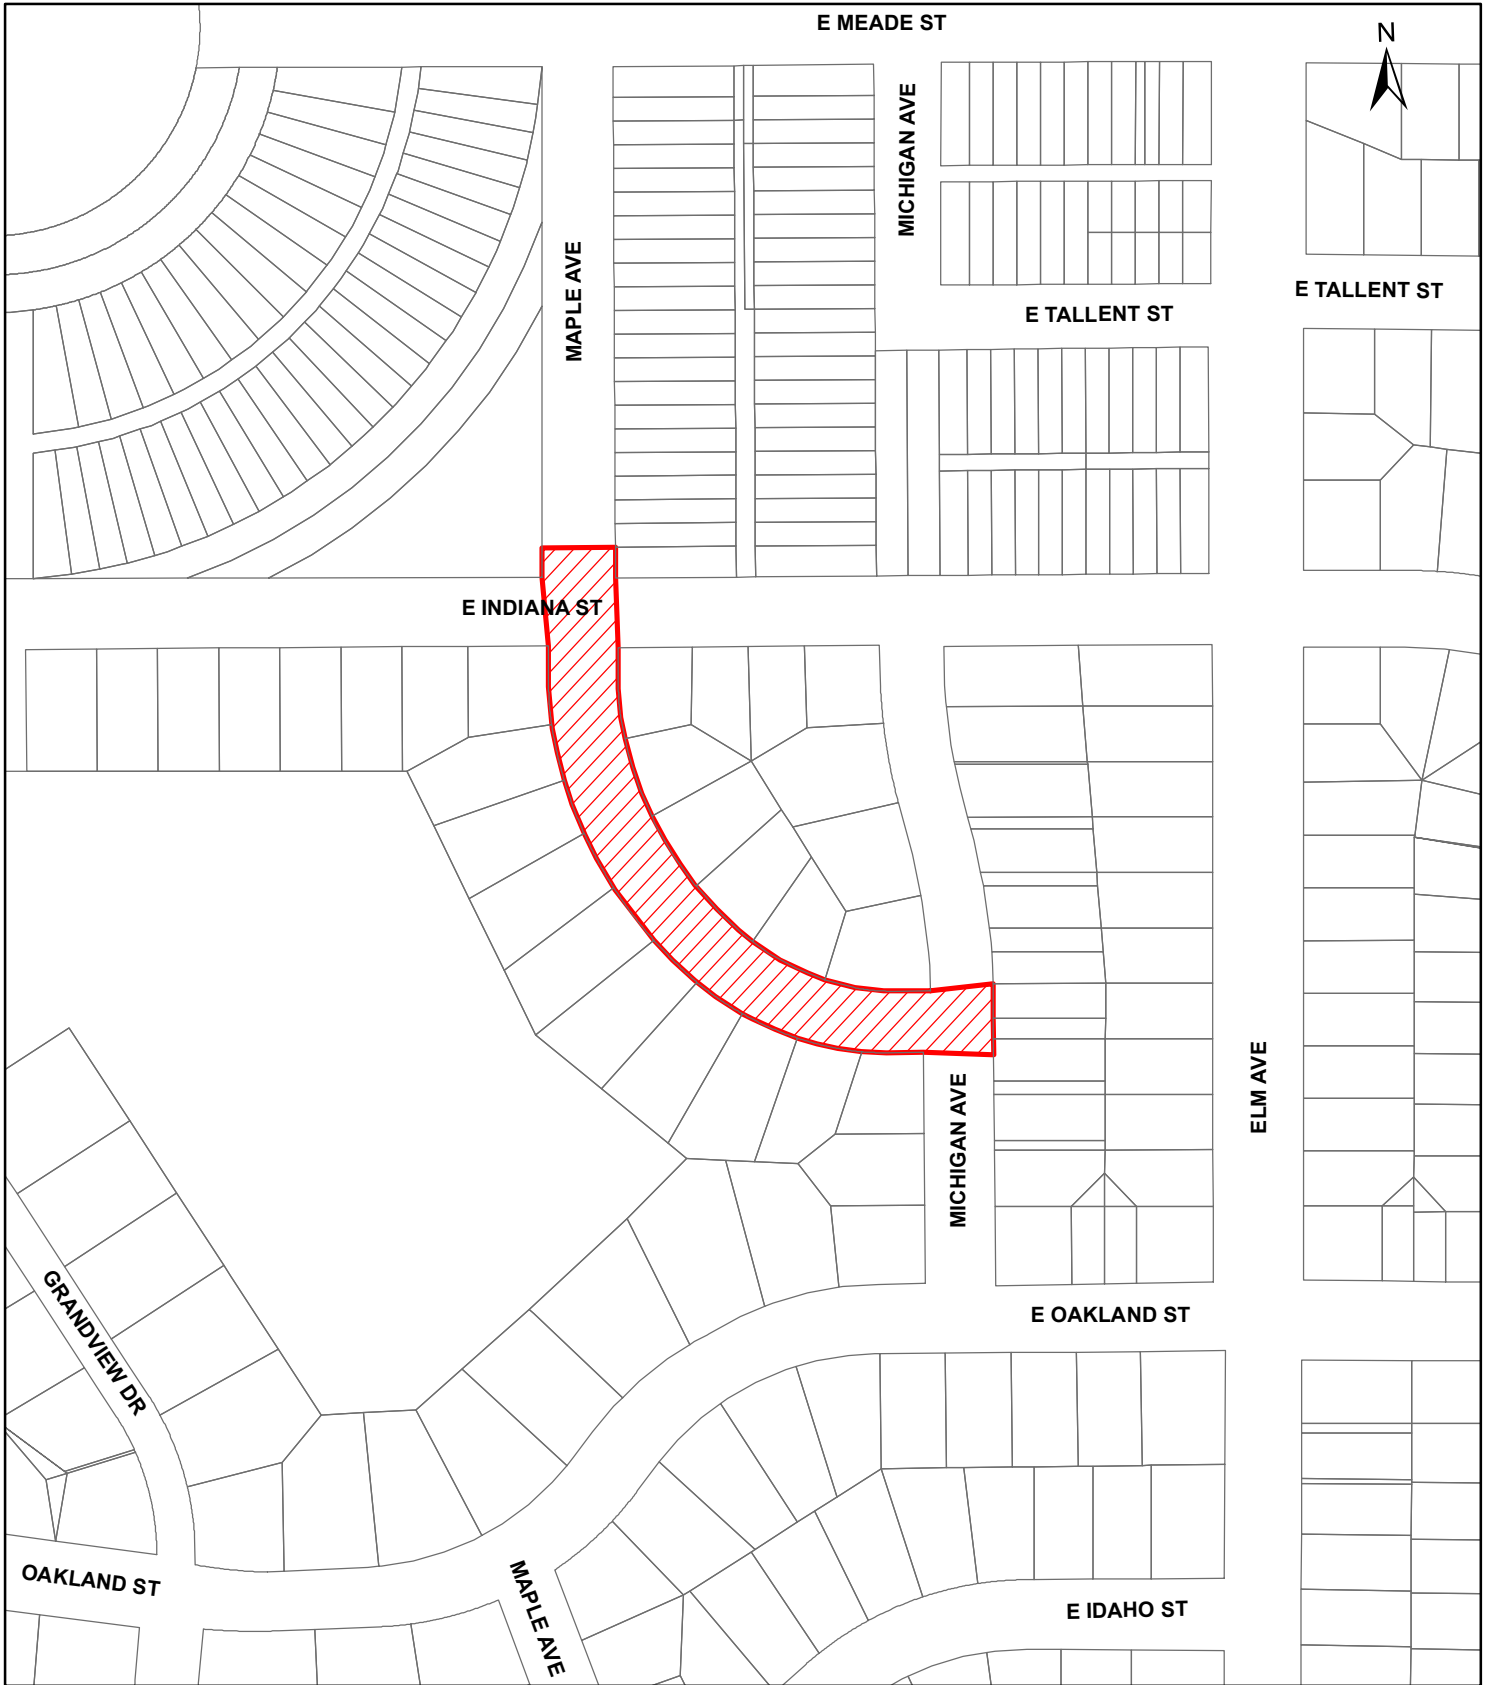 E MEADE ST
N
MICHIGAN AVE
MAPLE AVE
E TALLENT ST
E TALLENT ST
E INDIANA ST
ELM AVE
MICHIGAN AVE
GRANDVIEW DR
E OAKLAND ST
OAKLAND ST
MAPLE AVE
E IDAHO ST